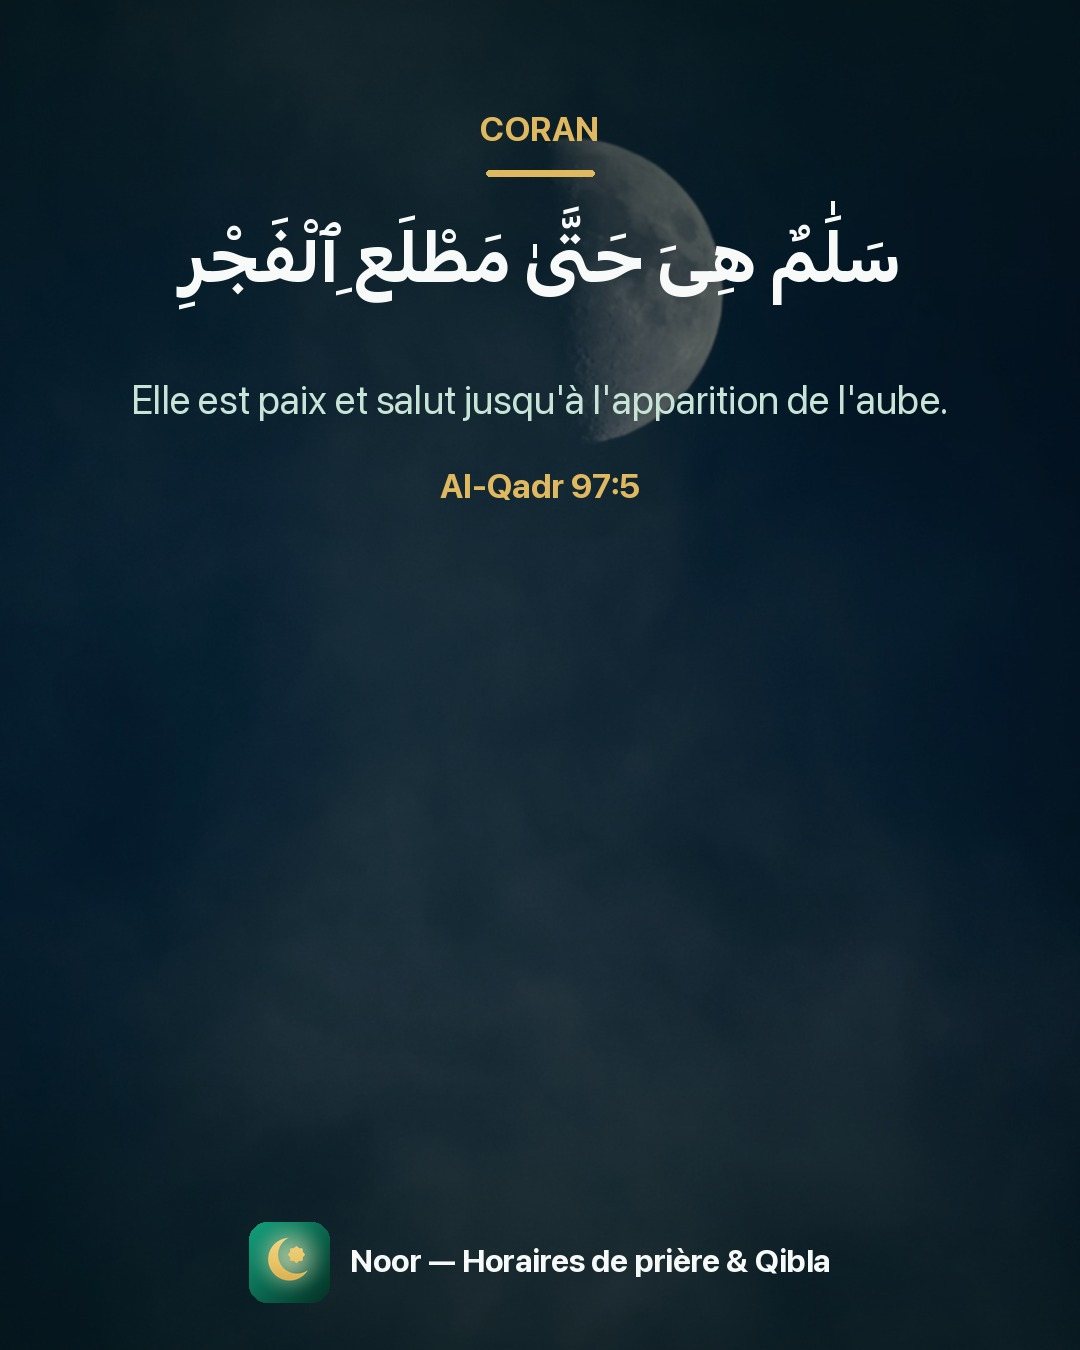 CORAN
سَلَٰمٌ هِىَ حَتَّىٰ مَطْلَعِ ٱلْفَجْرِ
Elle est paix et salut jusqu'à l'apparition de l'aube.
Al-Qadr 97:5
Noor — Horaires de prière & Qibla